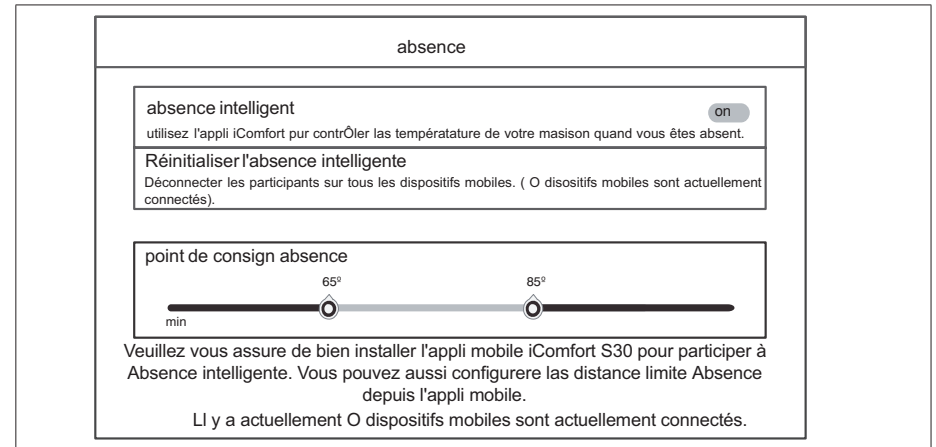 absence
absence intelligent
on
utilisez l'appli iComfort pur contrÔler las températature de votre masison quand vous êtes absent.
Réinitialiser l'absence intelligente
Déconnecter les participants sur tous les dispositifs mobiles. ( O disositifs mobiles sont actuellement
connectés).
point de consign absence
65º
85º
min
Veuillez vous assure de bien installer l'appli mobile iComfort S30 pour participer à
Absence intelligente. Vous pouvez aussi configurere las distance limite Absence
depuis l'appli mobile.
Ll y a actuellement O dispositifs mobiles sont actuellement connectés.